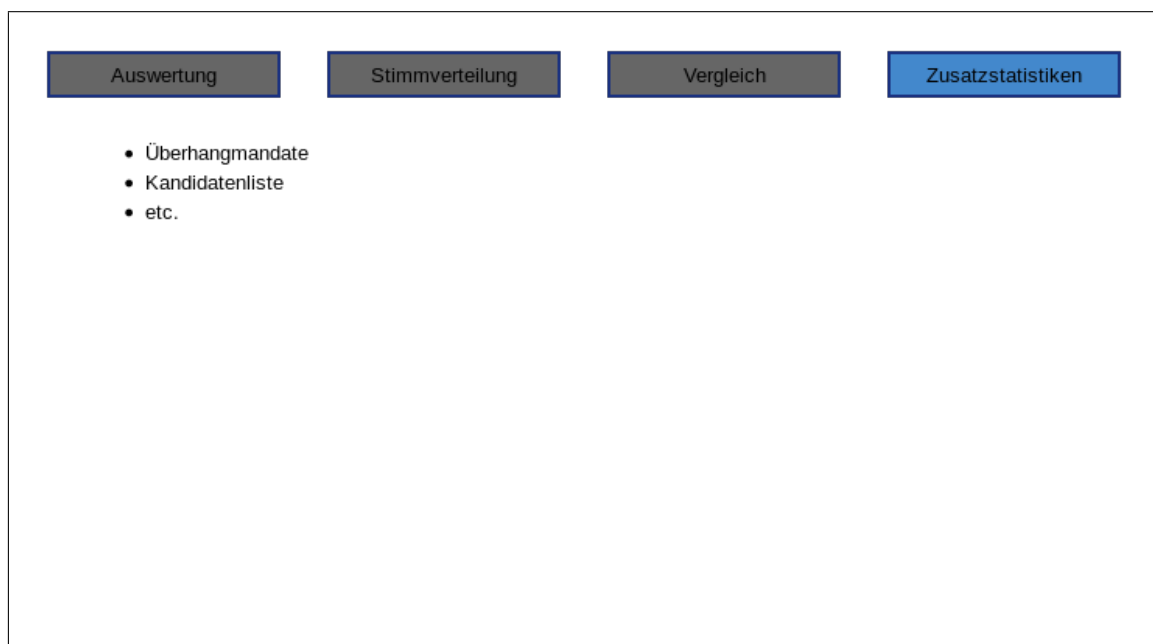 Auswertung Stimmverteilung Vergleich Zusatzstatistiken
• Überhangmandate
• Kandidatenliste
• etc.